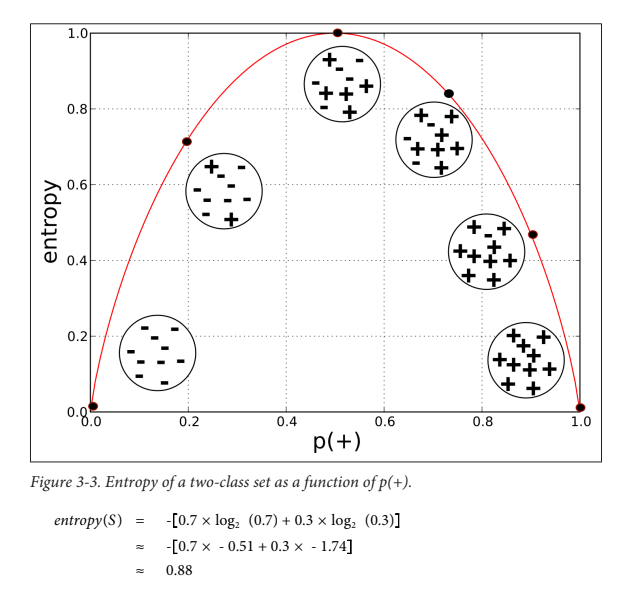 1.0
0.8
0.6
0.4
0.2
0.0
entropy
0.0 0.2 0.4 0.6 0.8 1.0
p(+)
Figure 3-3. Entropy of a two-class set as a function of p(+).
entropy(S) = -[0.7 × log₂ (0.7) + 0.3 × log₂ (0.3)]
≈ -[0.7 × - 0.51 + 0.3 × - 1.74]
≈ 0.88